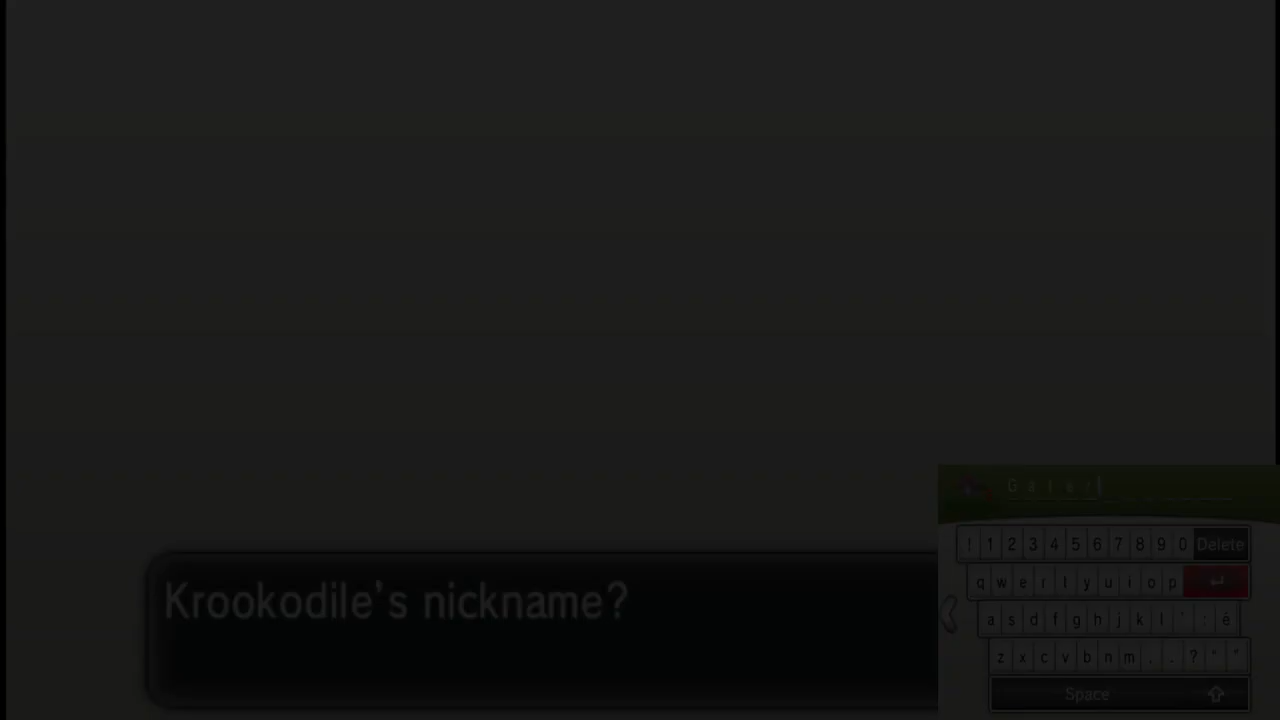 Krookodile's nickname?
! 1 2 3 4 5 6 7 8 9 0 Delete
q w e r t y u i o p
a s d f g h j k l ' : é
z x c v b n m , . ? " "
Space